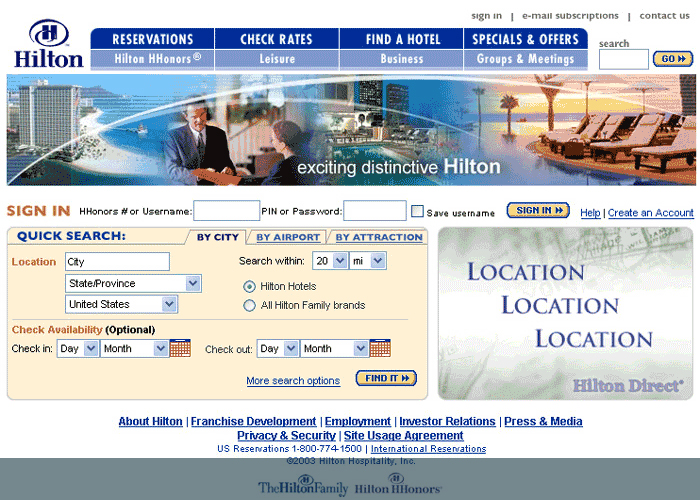 sign in | e-mail subscriptions | contact us
Hilton
RESERVATIONS
CHECK RATES
FIND A HOTEL
SPECIALS & OFFERS
Hilton HHonors®
Leisure
Business
Groups & Meetings
search
GO
exciting distinctive Hilton
SIGN IN HHonors # or Username: PIN or Password: Save username SIGN IN Help | Create an Account
QUICK SEARCH: BY CITY BY AIRPORT BY ATTRACTION
Location City Search within: 20 mi
State/Province Hilton Hotels
United States All Hilton Family brands
Check Availability (Optional)
Check in: Day Month Check out: Day Month
More search options FIND IT
LOCATION
LOCATION
LOCATION
Hilton Direct®
About Hilton | Franchise Development | Employment | Investor Relations | Press & Media
Privacy & Security | Site Usage Agreement
US Reservations 1-800-774-1500 | International Reservations
©2003 Hilton Hospitality, Inc.
TheHiltonFamily Hilton HHonors®